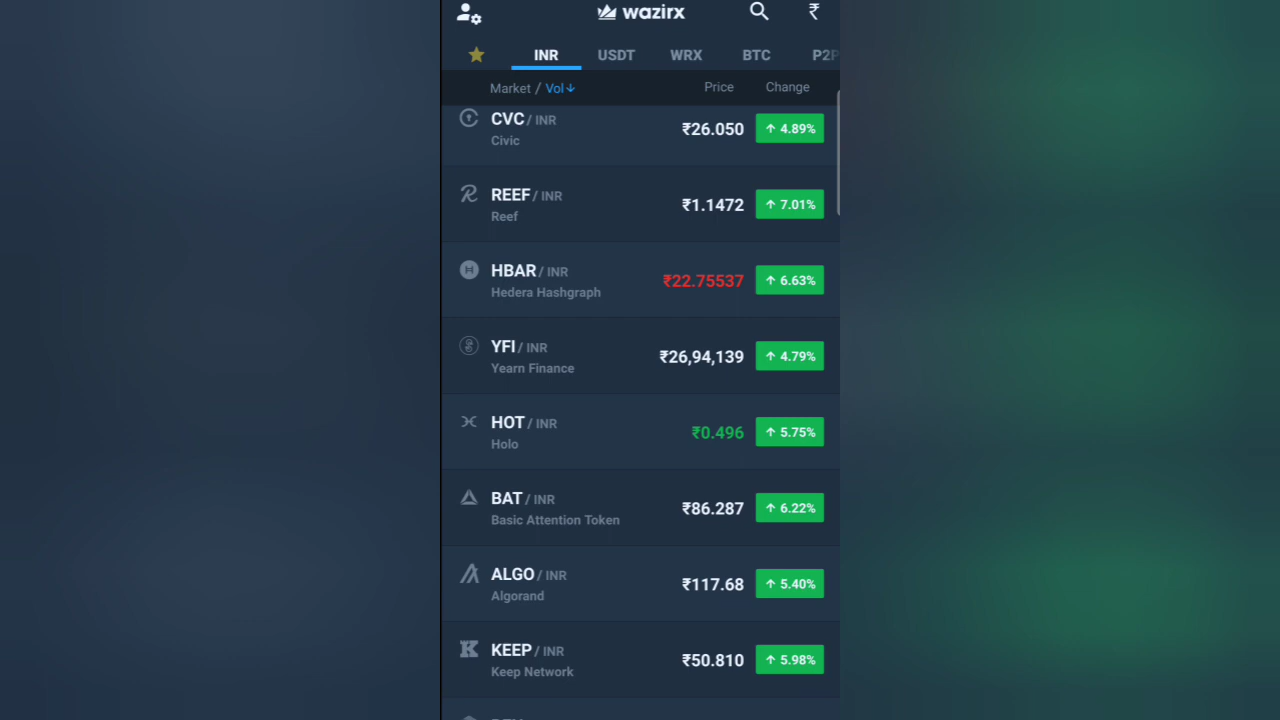 wazirx ₹
INR USDT WRX BTC P2P
Market / Vol↓ Price Change
CVC / INR ₹26.050 ↑ 4.89%
Civic
REEF / INR ₹1.1472 ↑ 7.01%
Reef
HBAR / INR ₹22.75537 ↑ 6.63%
Hedera Hashgraph
YFI / INR ₹26,94,139 ↑ 4.79%
Yearn Finance
HOT / INR ₹0.496 ↑ 5.75%
Holo
BAT / INR ₹86.287 ↑ 6.22%
Basic Attention Token
ALGO / INR ₹117.68 ↑ 5.40%
Algorand
KEEP / INR ₹50.810 ↑ 5.98%
Keep Network